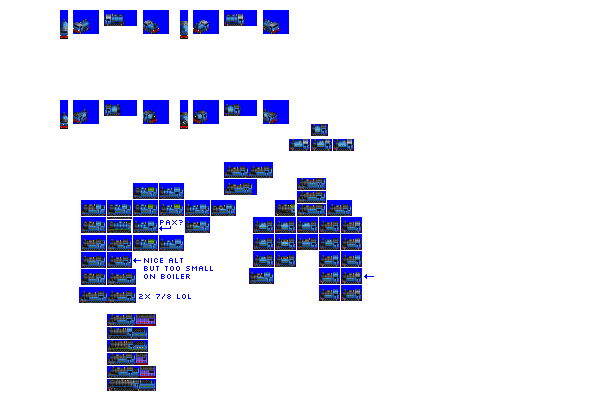 PAX?
NICE ALT
BUT TOO SMALL
ON BOILER
2X 7/8 LOL